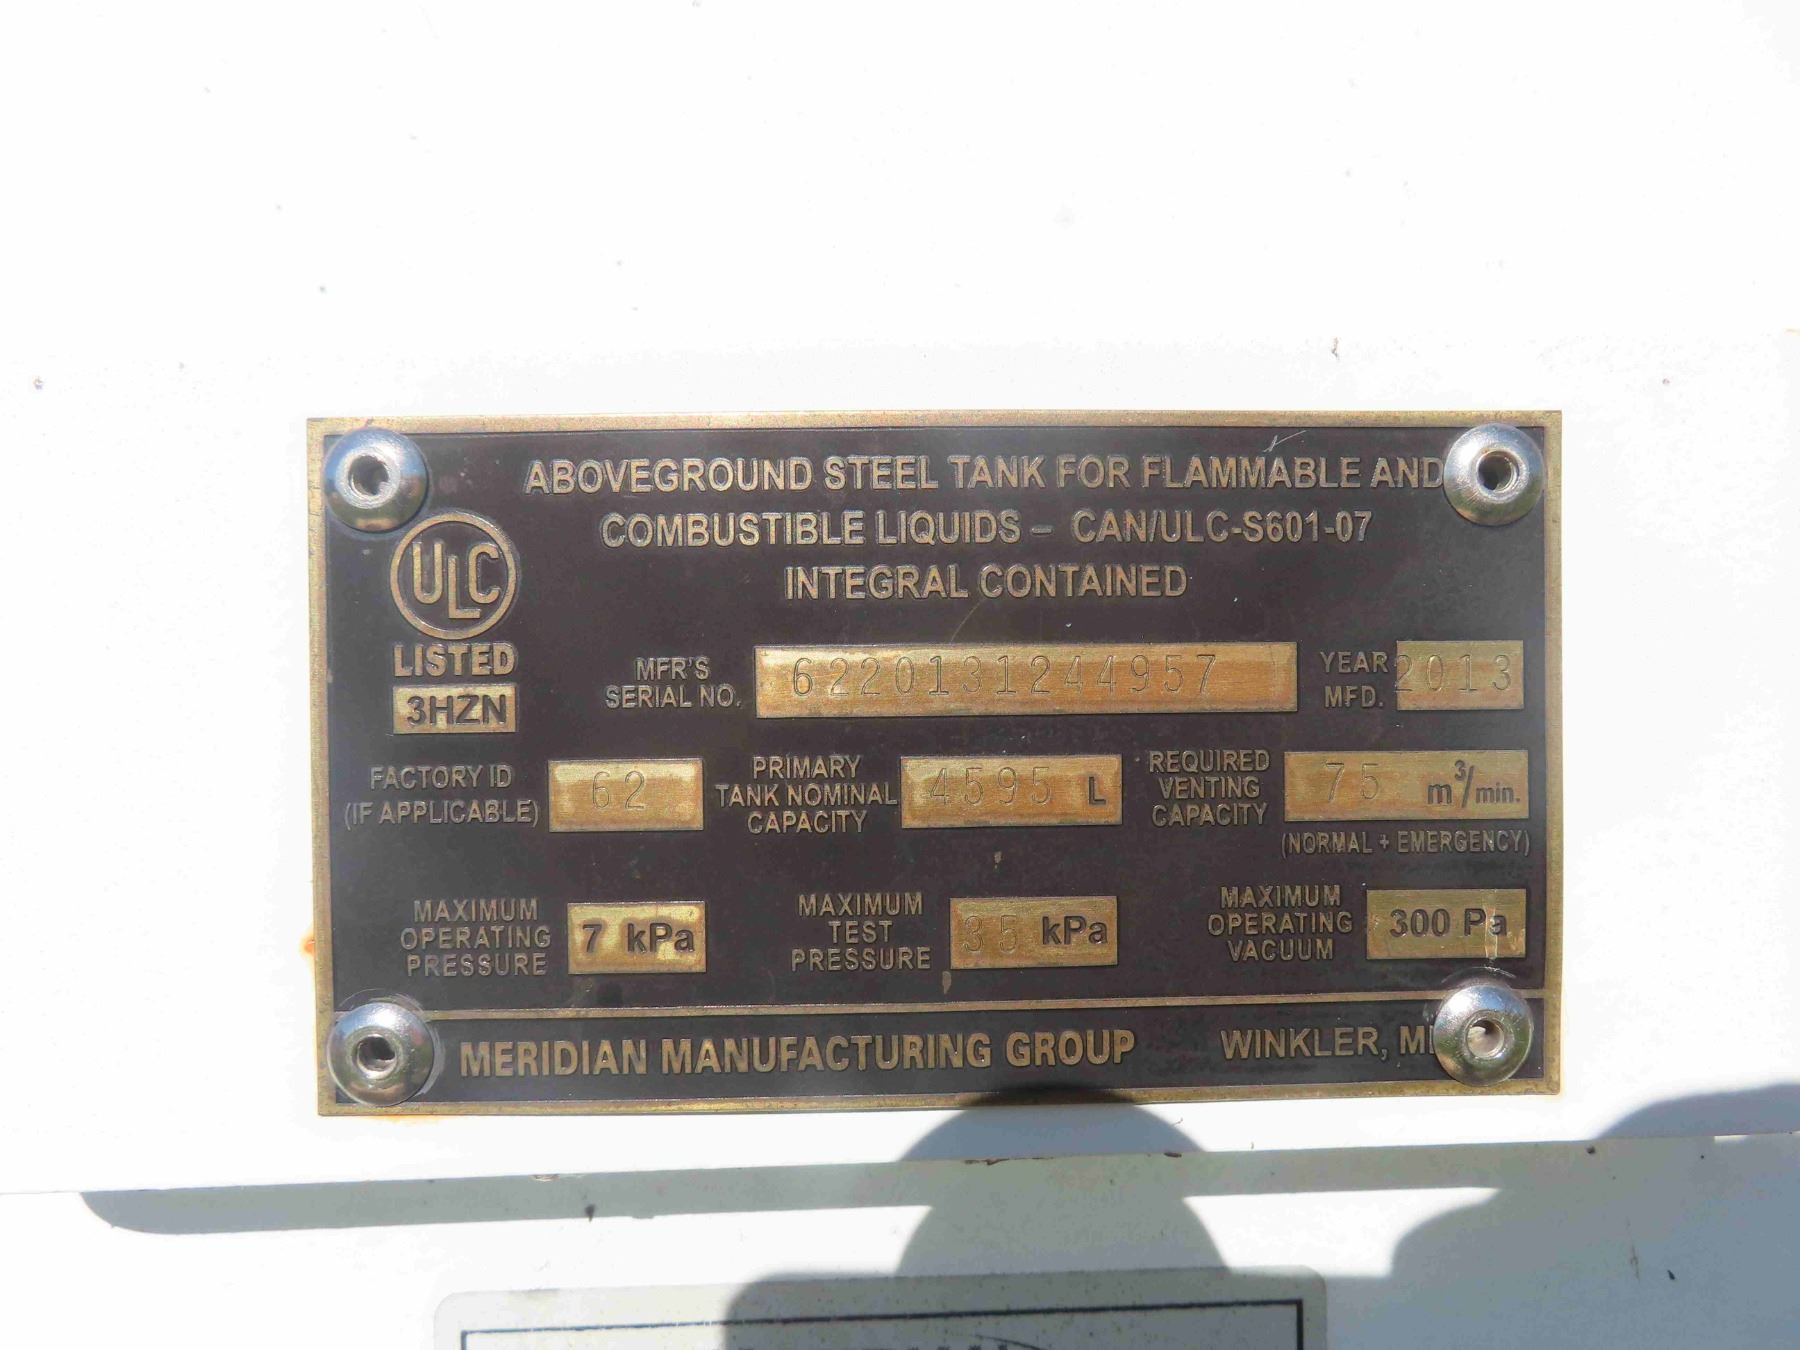 ABOVEGROUND STEEL TANK FOR FLAMMABLE AND
COMBUSTIBLE LIQUIDS – CAN/ULC-S601-07
INTEGRAL CONTAINED
ULC
LISTED
3HZN
MFR'S
SERIAL NO.
6220131244957
YEAR
MFD.
2013
FACTORY ID
(IF APPLICABLE)
62
PRIMARY
TANK NOMINAL
CAPACITY
4595 L
REQUIRED
VENTING
CAPACITY
75 m³/min.
(NORMAL + EMERGENCY)
MAXIMUM
OPERATING
PRESSURE
7 kPa
MAXIMUM
TEST
PRESSURE
35 kPa
MAXIMUM
OPERATING
VACUUM
300 Pa
MERIDIAN MANUFACTURING GROUP
WINKLER,